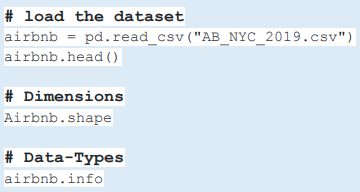 # load the dataset
airbnb = pd.read_csv("AB_NYC_2019.csv")
airbnb.head()
# Dimensions
Airbnb.shape
# Data-Types
airbnb.info